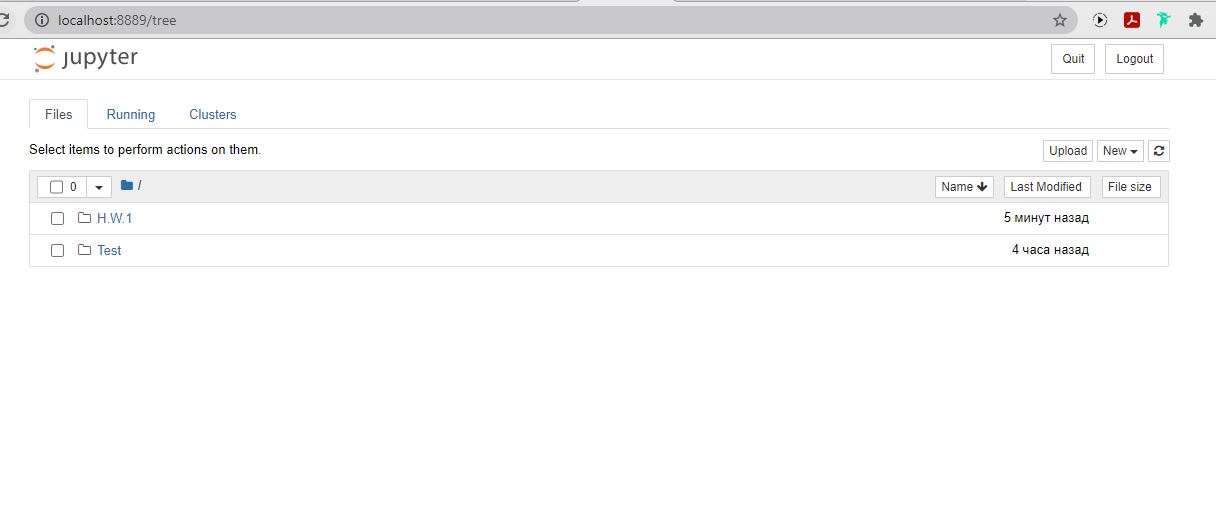 localhost:8889/tree
jupyter
Quit Logout
Files Running Clusters
Select items to perform actions on them.
Upload New
0 / Name Last Modified File size
H.W.1 5 минут назад
Test 4 часа назад